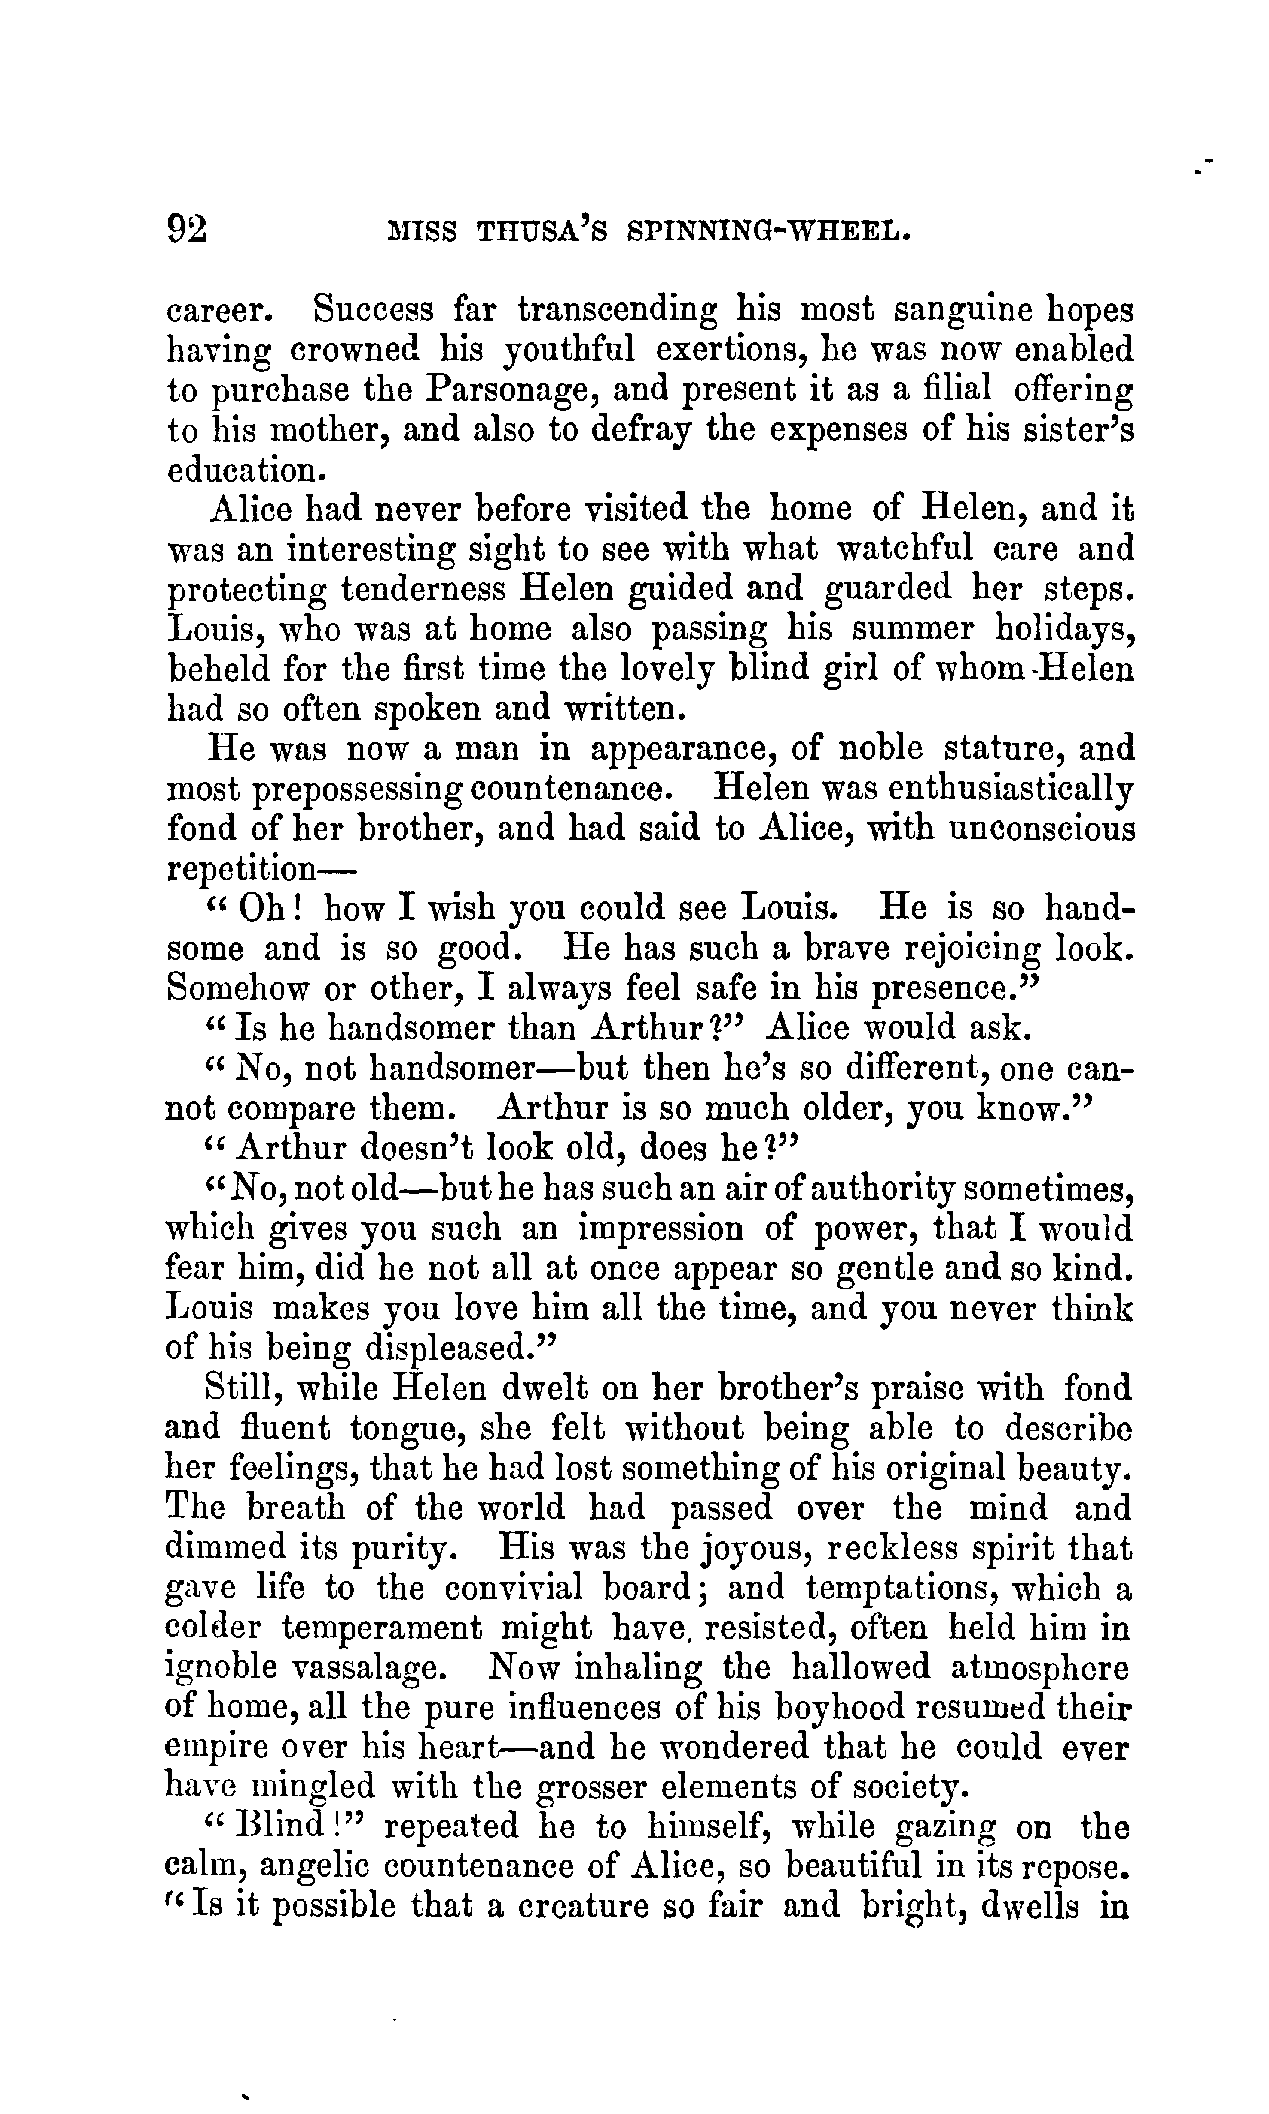 92 MISS THUSA'S SPINNING-WHEEL.
career. Success far transcending his most sanguine hopes
having crowned his youthful exertions, he was now enabled
to purchase the Parsonage, and present it as a filial offering
to his mother, and also to defray the expenses of his sister's
education.
Alice had never before visited the home of Helen, and it
was an interesting sight to see with what watchful care and
protecting tenderness Helen guided and guarded her steps.
Louis, who was at home also passing his summer holidays,
beheld for the first time the lovely blind girl of whom Helen
had so often spoken and written.
He was now a man in appearance, of noble stature, and
most prepossessing countenance. Helen was enthusiastically
fond of her brother, and had said to Alice, with unconscious
repetition—
"Oh! how I wish you could see Louis. He is so hand-
some and is so good. He has such a brave rejoicing look.
Somehow or other, I always feel safe in his presence."
"Is he handsomer than Arthur?" Alice would ask.
"No, not handsomer—but then he's so different, one can-
not compare them. Arthur is so much older, you know."
"Arthur doesn't look old, does he?"
"No, not old—but he has such an air of authority sometimes,
which gives you such an impression of power, that I would
fear him, did he not all at once appear so gentle and so kind.
Louis makes you love him all the time, and you never think
of his being displeased."
Still, while Helen dwelt on her brother's praise with fond
and fluent tongue, she felt without being able to describe
her feelings, that he had lost something of his original beauty.
The breath of the world had passed over the mind and
dimmed its purity. His was the joyous, reckless spirit that
gave life to the convivial board; and temptations, which a
colder temperament might have resisted, often held him in
ignoble vassalage. Now inhaling the hallowed atmosphere
of home, all the pure influences of his boyhood resumed their
empire over his heart—and he wondered that he could ever
have mingled with the grosser elements of society.
"Blind!" repeated he to himself, while gazing on the
calm, angelic countenance of Alice, so beautiful in its repose.
"Is it possible that a creature so fair and bright, dwells in